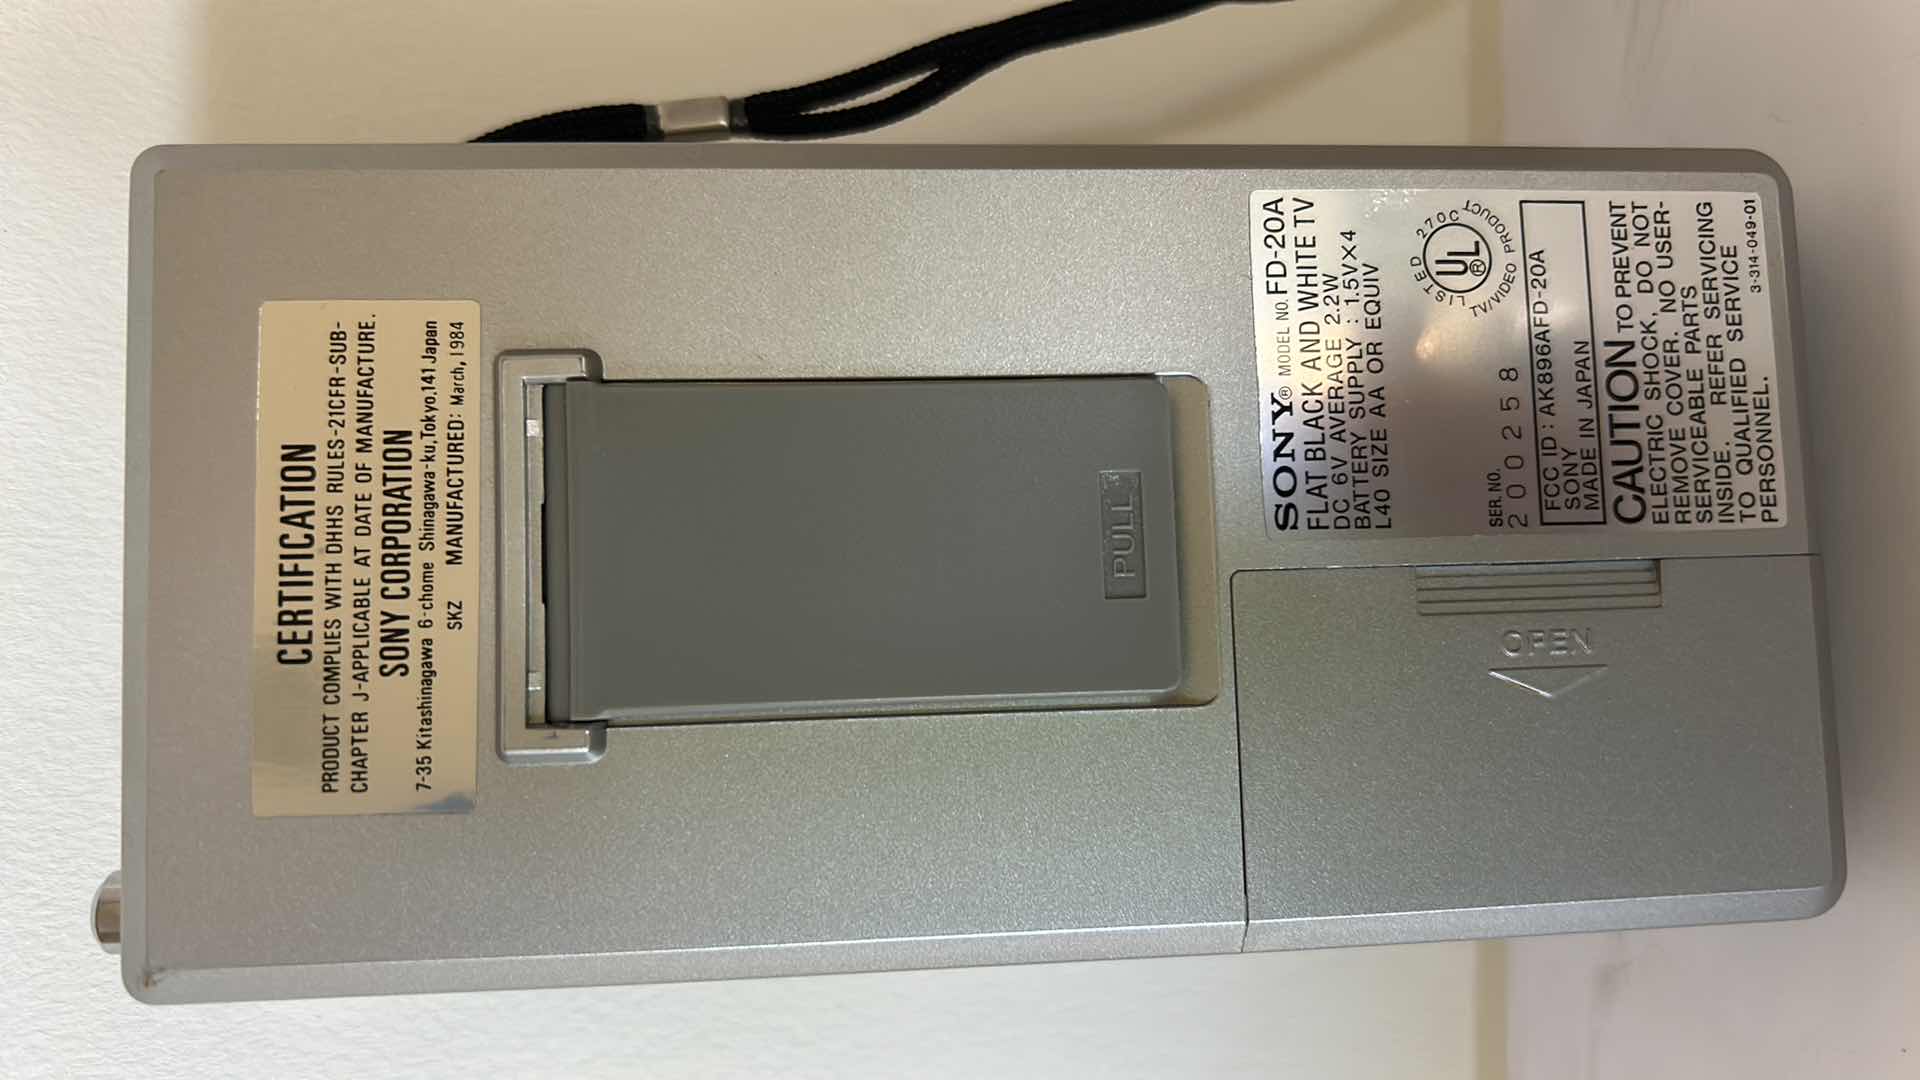 CERTIFICATION
PRODUCT COMPLIES WITH DHHS RULES-21CFR-SUB-
CHAPTER J-APPLICABLE AT DATE OF MANUFACTURE.
SONY CORPORATION
7-35 Kitashinagawa 6-chome Shinagawa-ku,Tokyo,141 Japan
SKZ MANUFACTURED: March, 1984
PULL
SONY® MODEL NO. FD-20A
FLAT BLACK AND WHITE TV
DC 6V AVERAGE 2.2W
BATTERY SUPPLY : 1.5V×4
L40 SIZE AA OR EQUIV
LISTED 270C
UL®
TV/VIDEO PRODUCT
SER. NO.
200258
FCC ID: AK896AFD-20A
SONY
MADE IN JAPAN
CAUTION TO PREVENT
ELECTRIC SHOCK, DO NOT
REMOVE COVER. NO USER-
SERVICEABLE PARTS
INSIDE. REFER SERVICING
TO QUALIFIED SERVICE
PERSONNEL.
3-314-049-01
OPEN